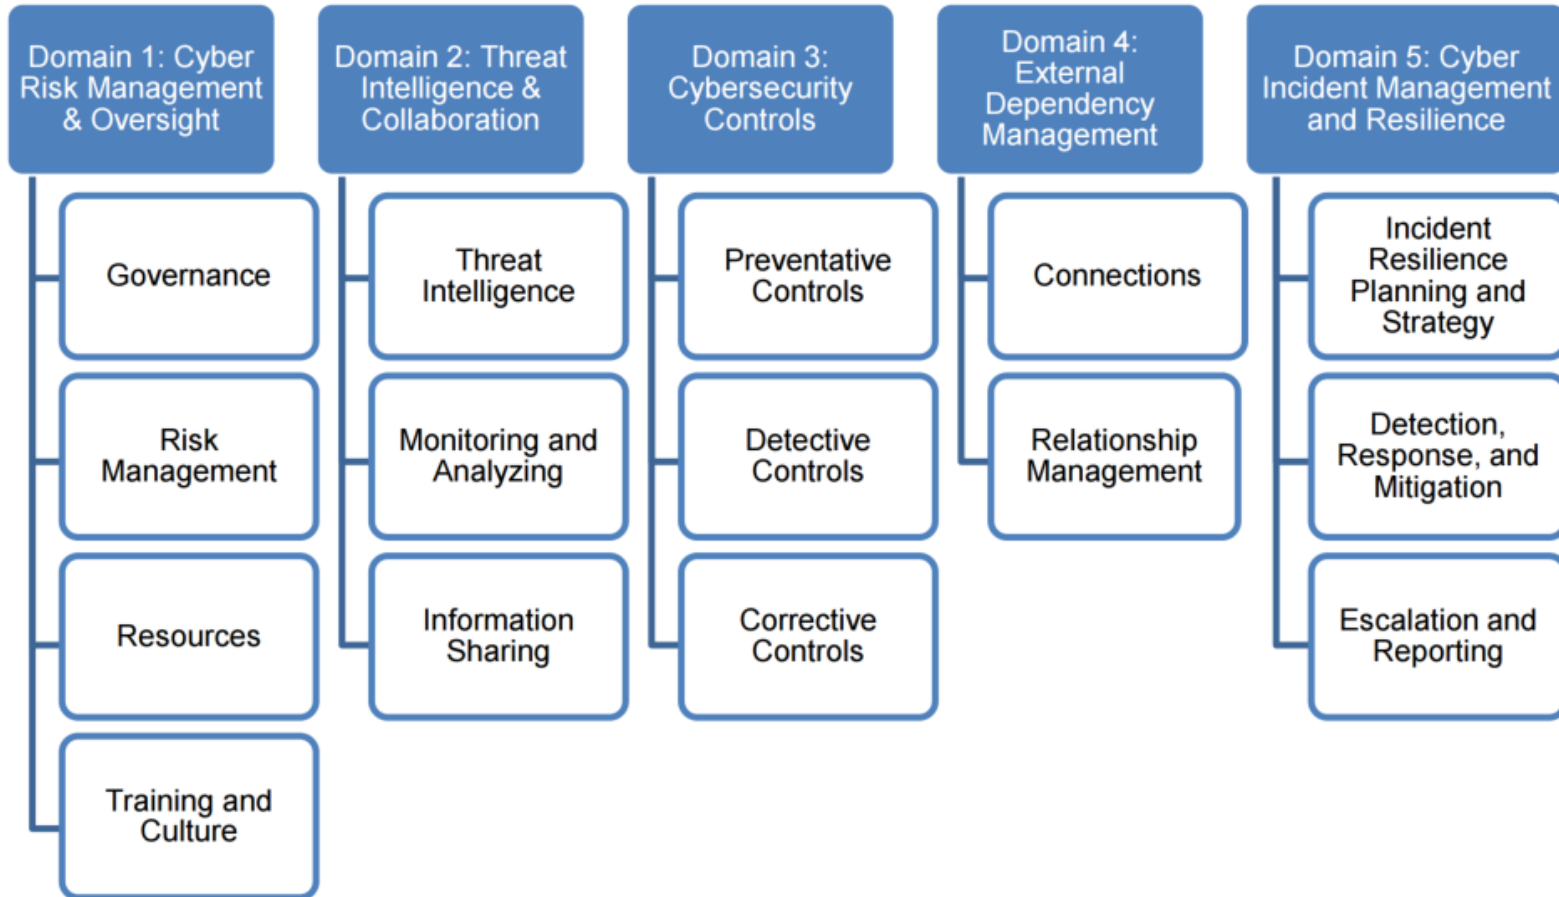 Domain 1: Cyber
Risk Management
& Oversight
Governance
Risk
Management
Resources
Training and
Culture
Domain 2: Threat
Intelligence &
Collaboration
Threat
Intelligence
Monitoring and
Analyzing
Information
Sharing
Domain 3:
Cybersecurity
Controls
Preventative
Controls
Detective
Controls
Corrective
Controls
Domain 4:
External
Dependency
Management
Connections
Relationship
Management
Domain 5: Cyber
Incident Management
and Resilience
Incident
Resilience
Planning and
Strategy
Detection,
Response, and
Mitigation
Escalation and
Reporting